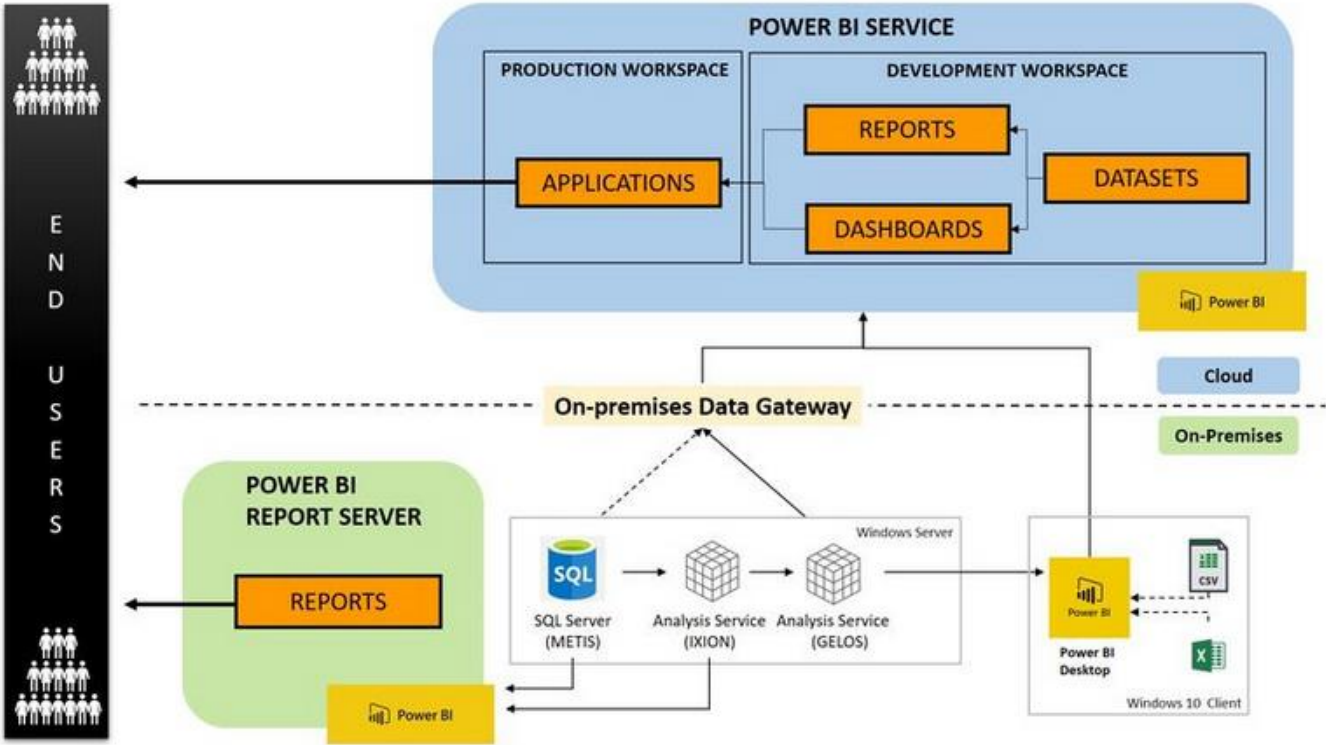 POWER BI SERVICE
PRODUCTION WORKSPACE
DEVELOPMENT WORKSPACE
REPORTS
APPLICATIONS
DATASETS
DASHBOARDS
Power BI
END USERS
Cloud
On-premises Data Gateway
On-Premises
POWER BI
REPORT SERVER
REPORTS
Power BI
Windows Server
SQL
SQL Server
(METIS)
Analysis Service
(IXION)
Analysis Service
(GELOS)
Power BI
Power BI
Desktop
CSV
X
Windows 10 Client